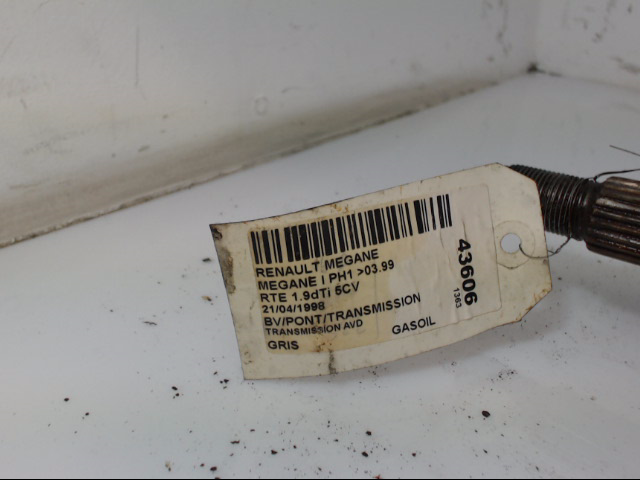 RENAULT MEGANE
MEGANE I PH1 >03.99
RTE 1.9dTi 5CV
21/04/1998
BV/PONT/TRANSMISSION
TRANSMISSION AVD
GASOIL
GRIS
43606
1363